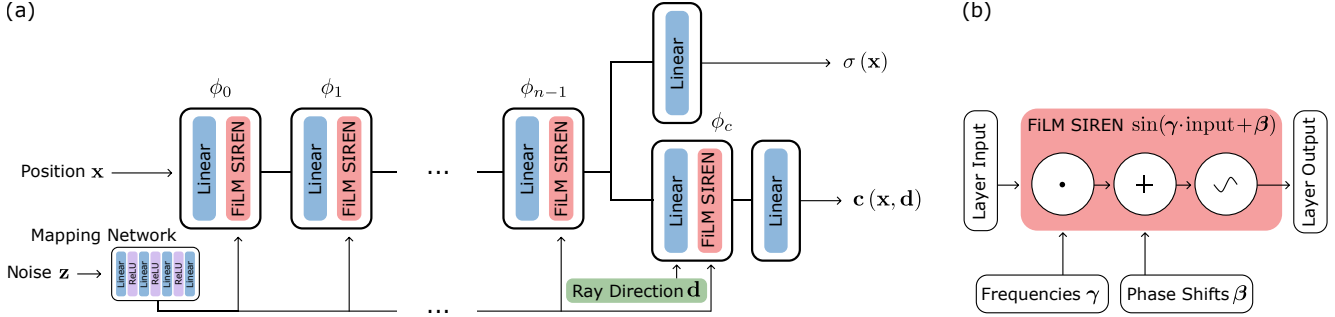 (a)
ϕ₀
ϕ₁
ϕₙ₋₁
ϕ_c
Position x
Linear
FiLM SIREN
Linear
FiLM SIREN
...
Linear
FiLM SIREN
Linear
σ (x)
Linear
FiLM SIREN
Linear
c (x, d)
Mapping Network
Noise z
Linear
ReLU
Linear
ReLU
Linear
ReLU
Linear
Ray Direction d
...
(b)
Layer Input
FiLM SIREN sin(γ·input+β)
·
+
Layer Output
Frequencies γ
Phase Shifts β